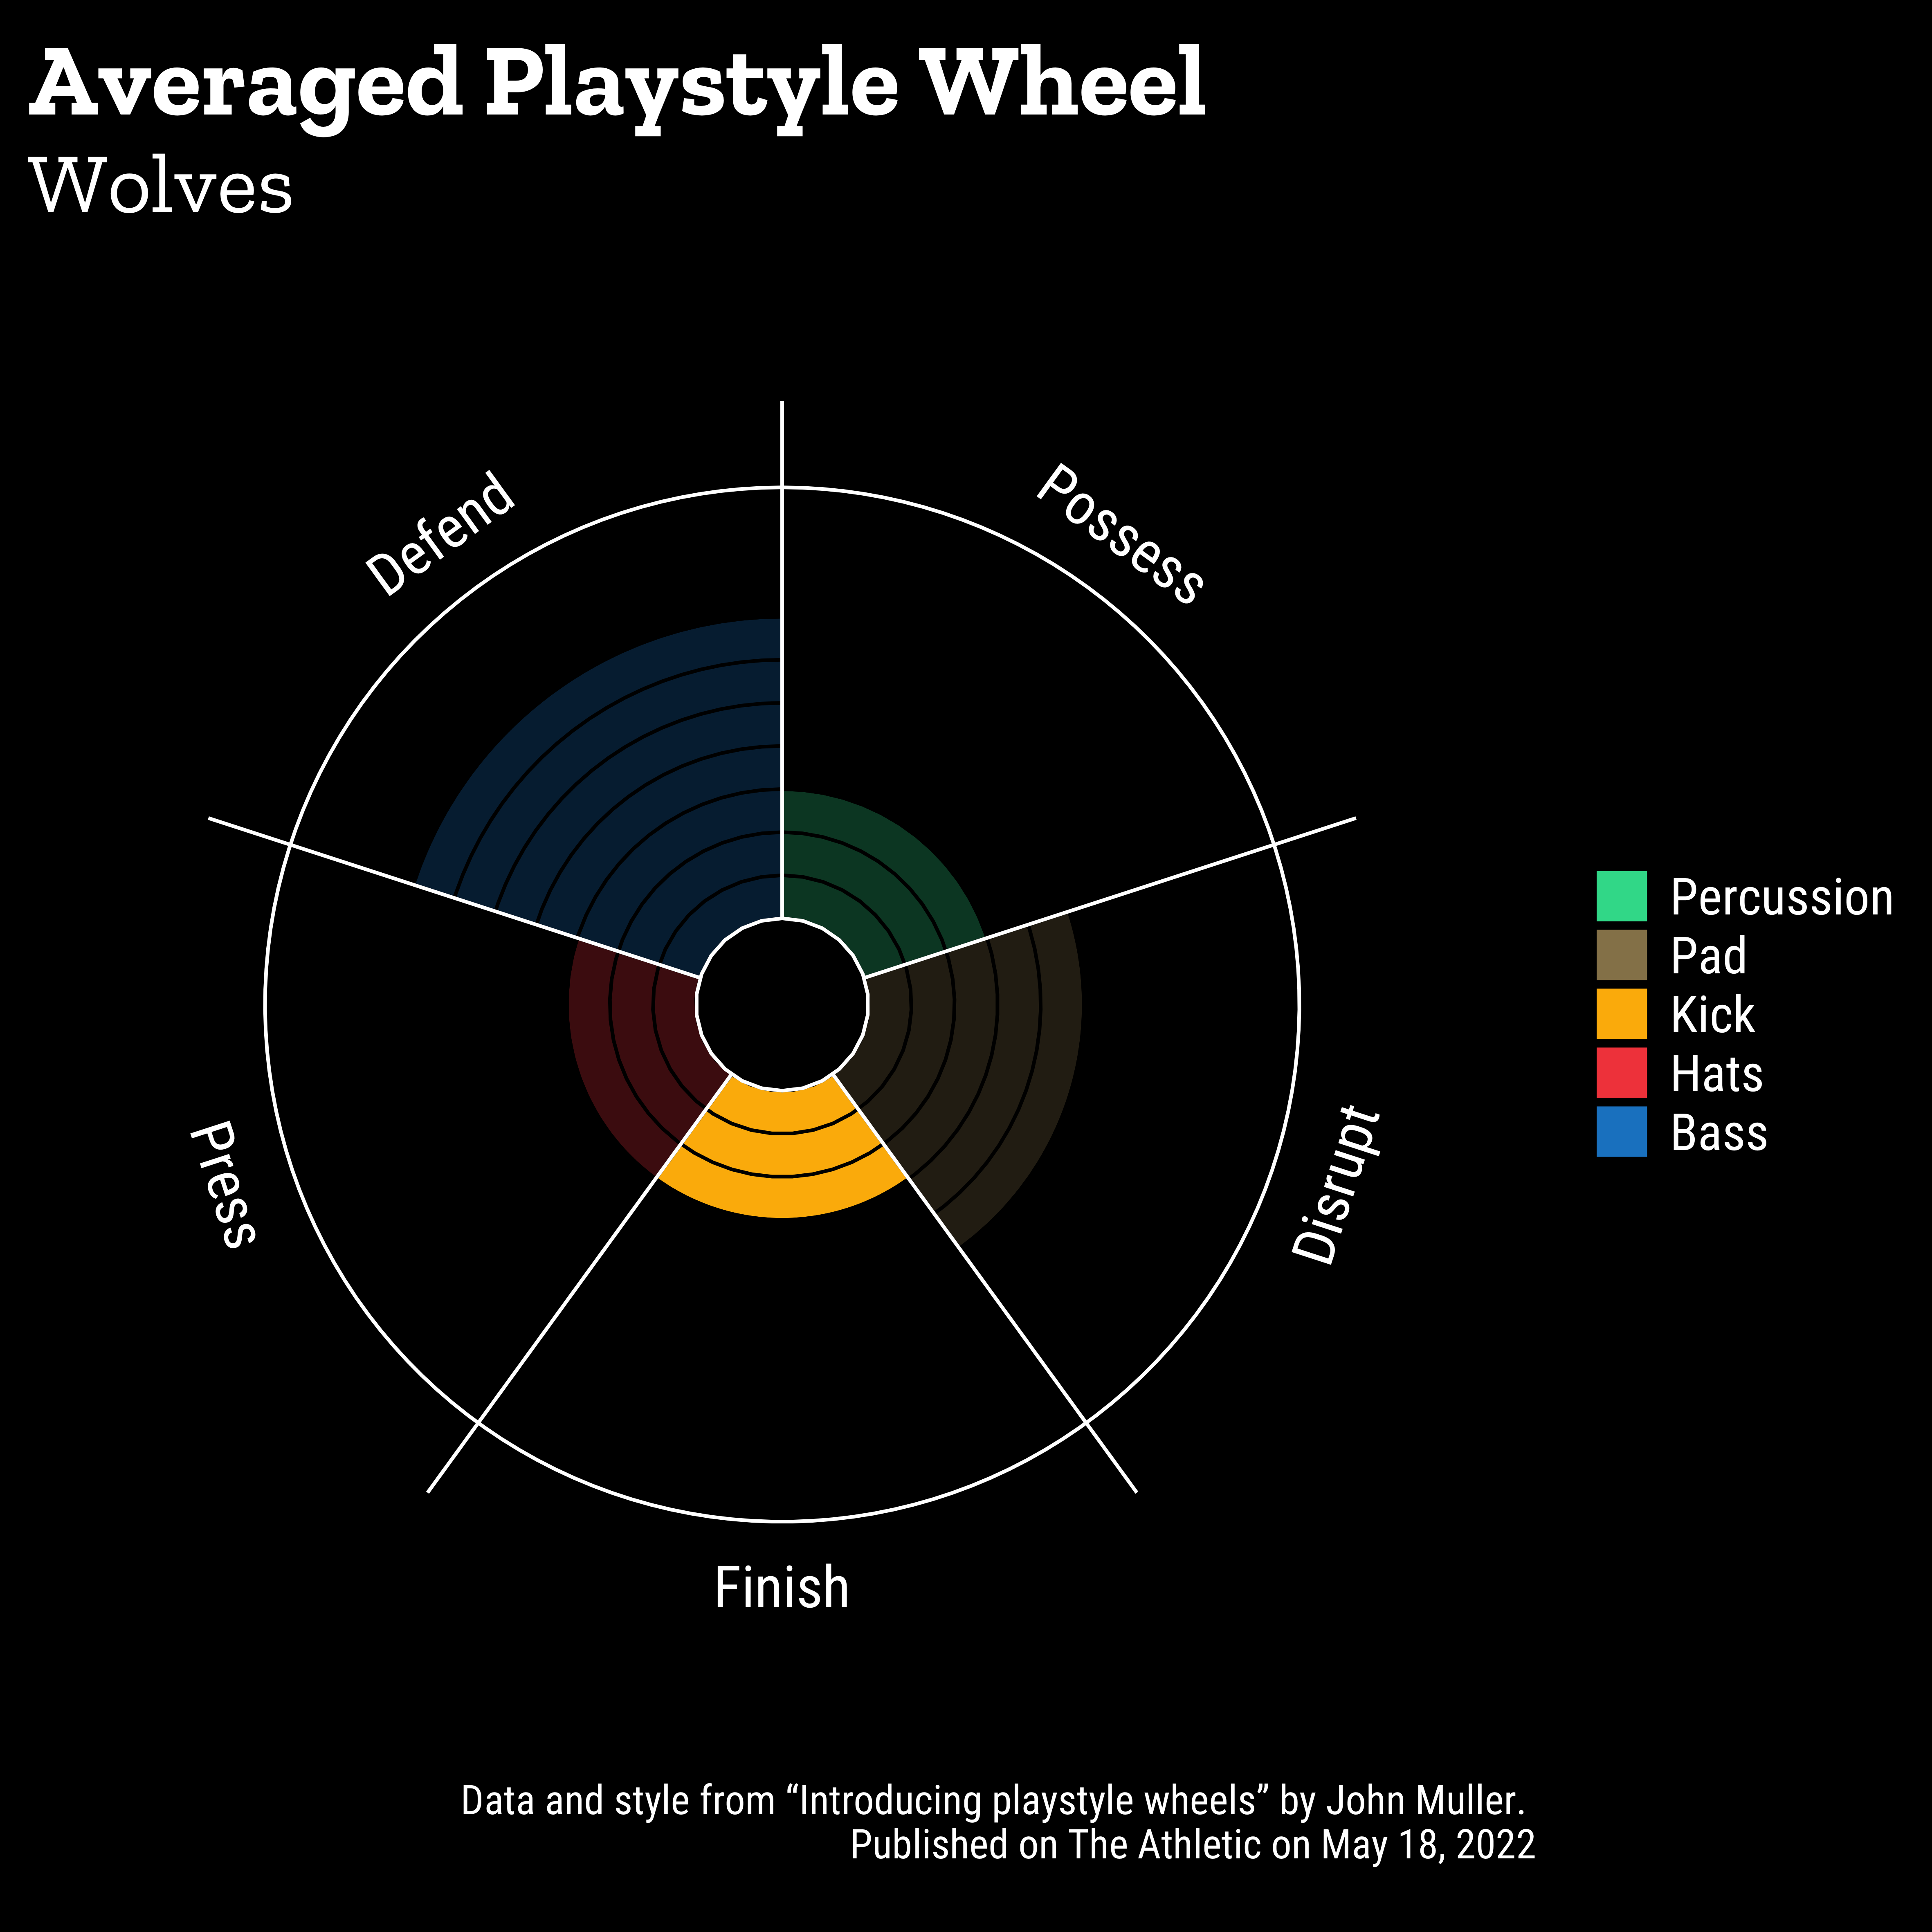 Averaged Playstyle Wheel
Wolves
Defend
Possess
Press
Disrupt
Finish
Percussion
Pad
Kick
Hats
Bass
Data and style from “Introducing playstyle wheels” by John Muller.
Published on The Athletic on May 18, 2022